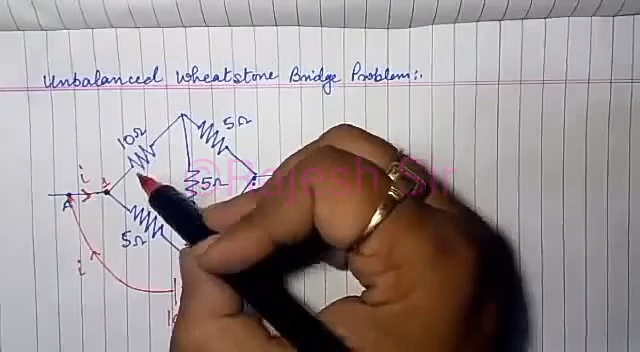 Unbalanced Wheatstone Bridge Problem:.
10Ω
5Ω
©Rajesh Sir
i
5Ω
A
5Ω
i